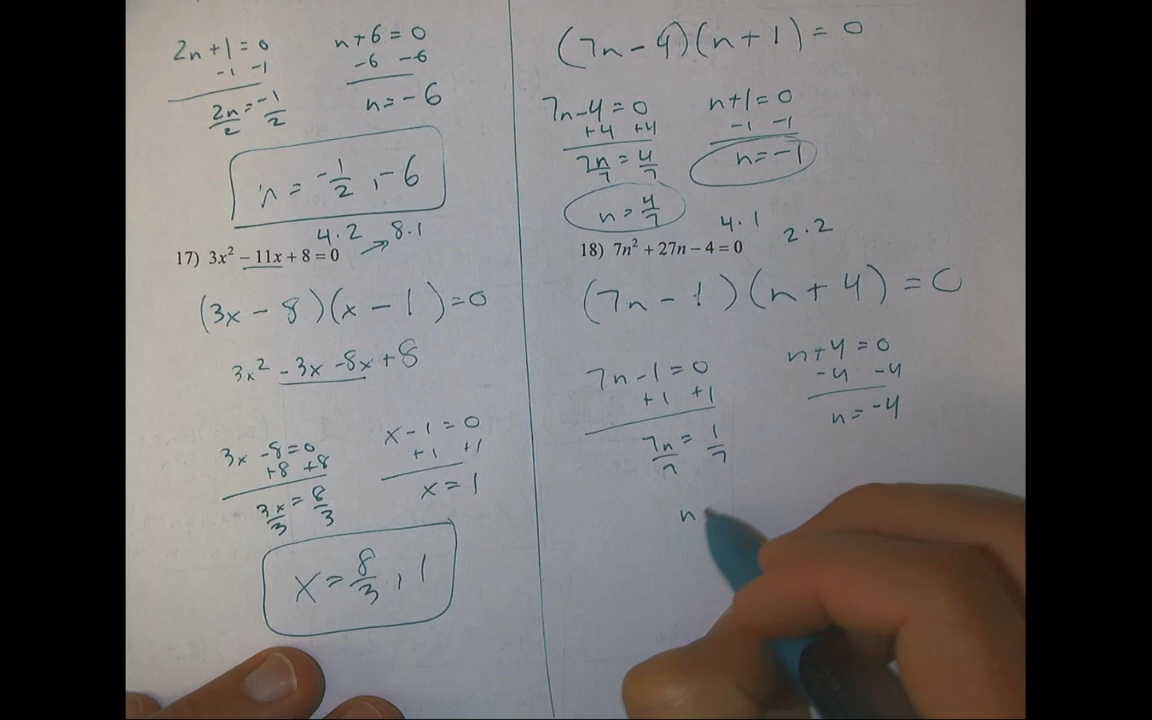 2n + 1 = 0
-1 -1
2n/2 = -1/2
n + 6 = 0
-6 -6
n = -6
n = -1/2, -6
4·2 → 8·1
17) 3x² − 11x + 8 = 0
(3x − 8)(x − 1) = 0
3x² − 3x − 8x + 8
3x − 8 = 0
+8 +8
3x/3 = 8/3
x − 1 = 0
+1 +1
x = 1
x = 8/3, 1
(7n − 4)(n + 1) = 0
7n − 4 = 0
+4 +4
7n/7 = 4/7
n = 4/7
n + 1 = 0
-1 -1
n = -1
4·1 2·2
18) 7n² + 27n − 4 = 0
(7n − 1)(n + 4) = 0
7n − 1 = 0
+1 +1
7n/7 = 1/7
n
n + 4 = 0
-4 -4
n = -4